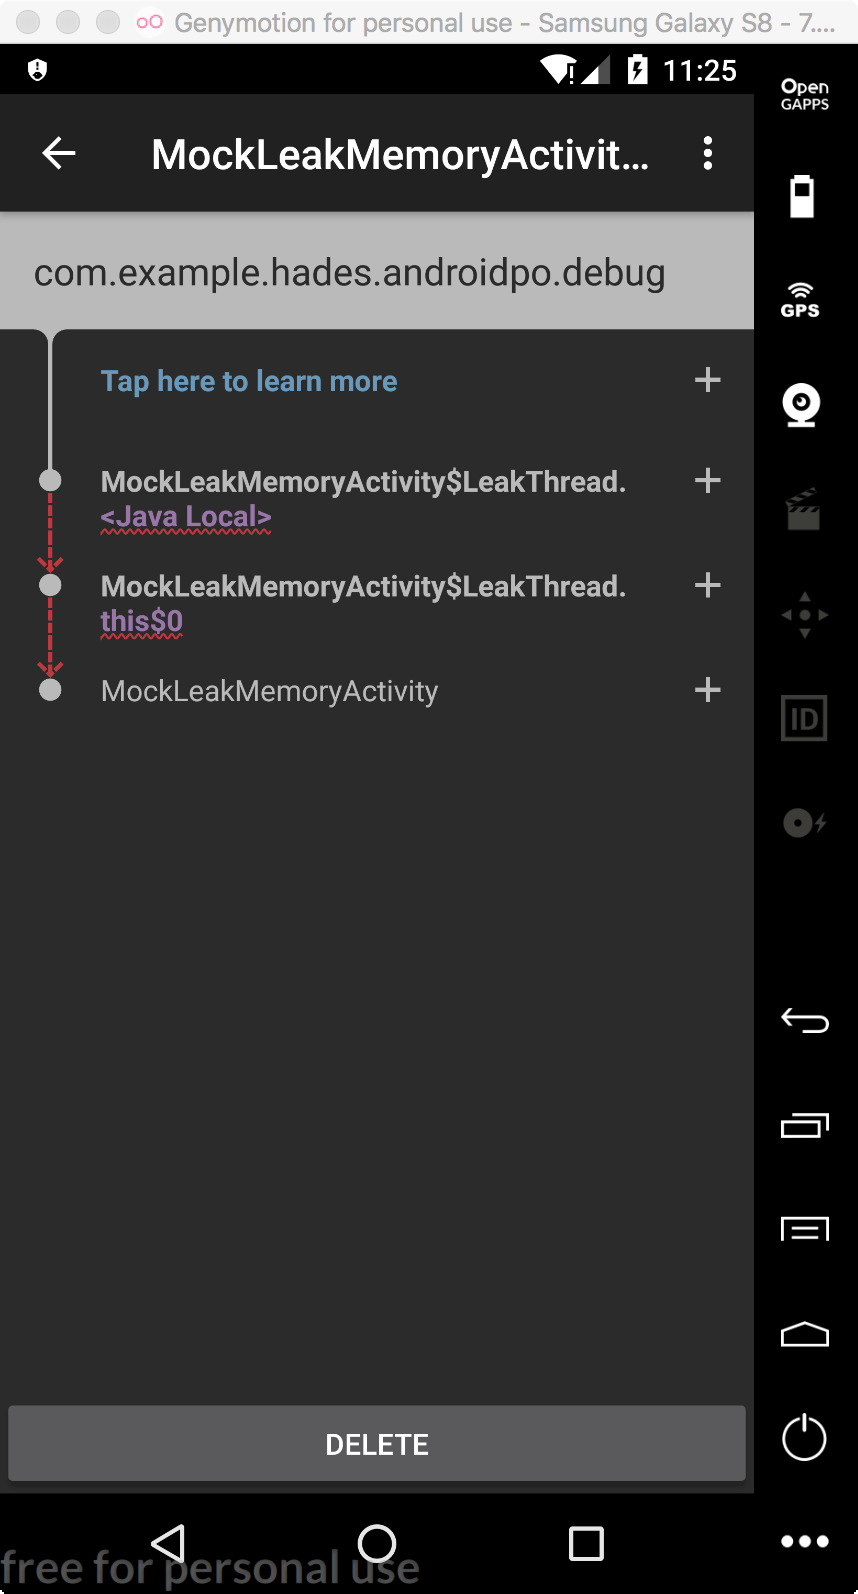 Genymotion for personal use - Samsung Galaxy S8 - 7....
11:25
Open
GAPPS
MockLeakMemoryActivit...
com.example.hades.androidpo.debug
GPS
Tap here to learn more
MockLeakMemoryActivity$LeakThread.
<Java Local>
MockLeakMemoryActivity$LeakThread.
this$0
MockLeakMemoryActivity
ID
DELETE
free for personal use